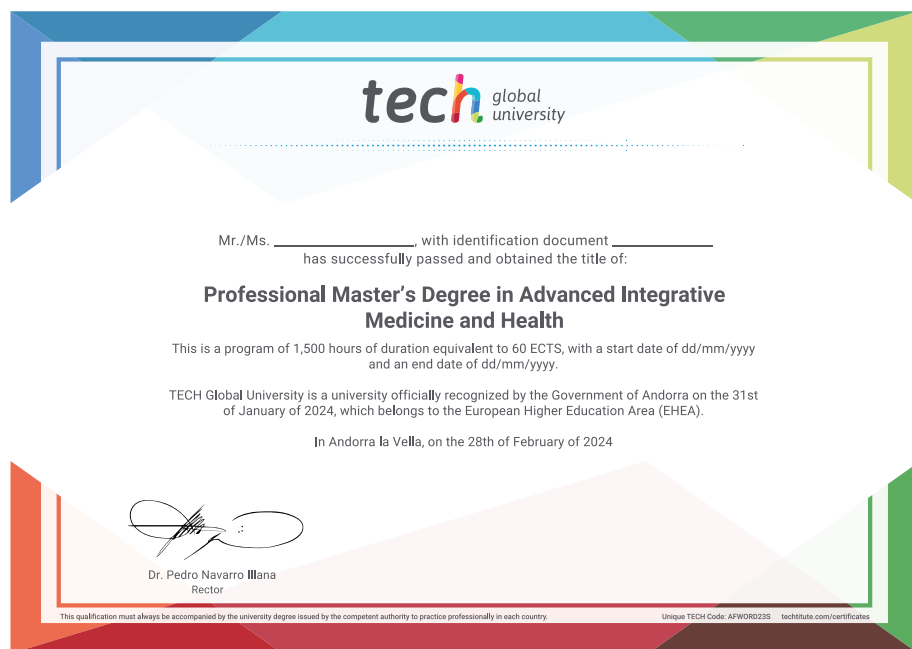 tech global
university
Mr./Ms. ____________, with identification document ____________
has successfully passed and obtained the title of:
Professional Master’s Degree in Advanced Integrative
Medicine and Health
This is a program of 1,500 hours of duration equivalent to 60 ECTS, with a start date of dd/mm/yyyy
and an end date of dd/mm/yyyy.
TECH Global University is a university officially recognized by the Government of Andorra on the 31st
of January of 2024, which belongs to the European Higher Education Area (EHEA).
In Andorra la Vella, on the 28th of February of 2024
Dr. Pedro Navarro Illana
Rector
This qualification must always be accompanied by the university degree issued by the competent authority to practice professionally in each country. Unique TECH Code: AFWORD23S techtitute.com/certificates